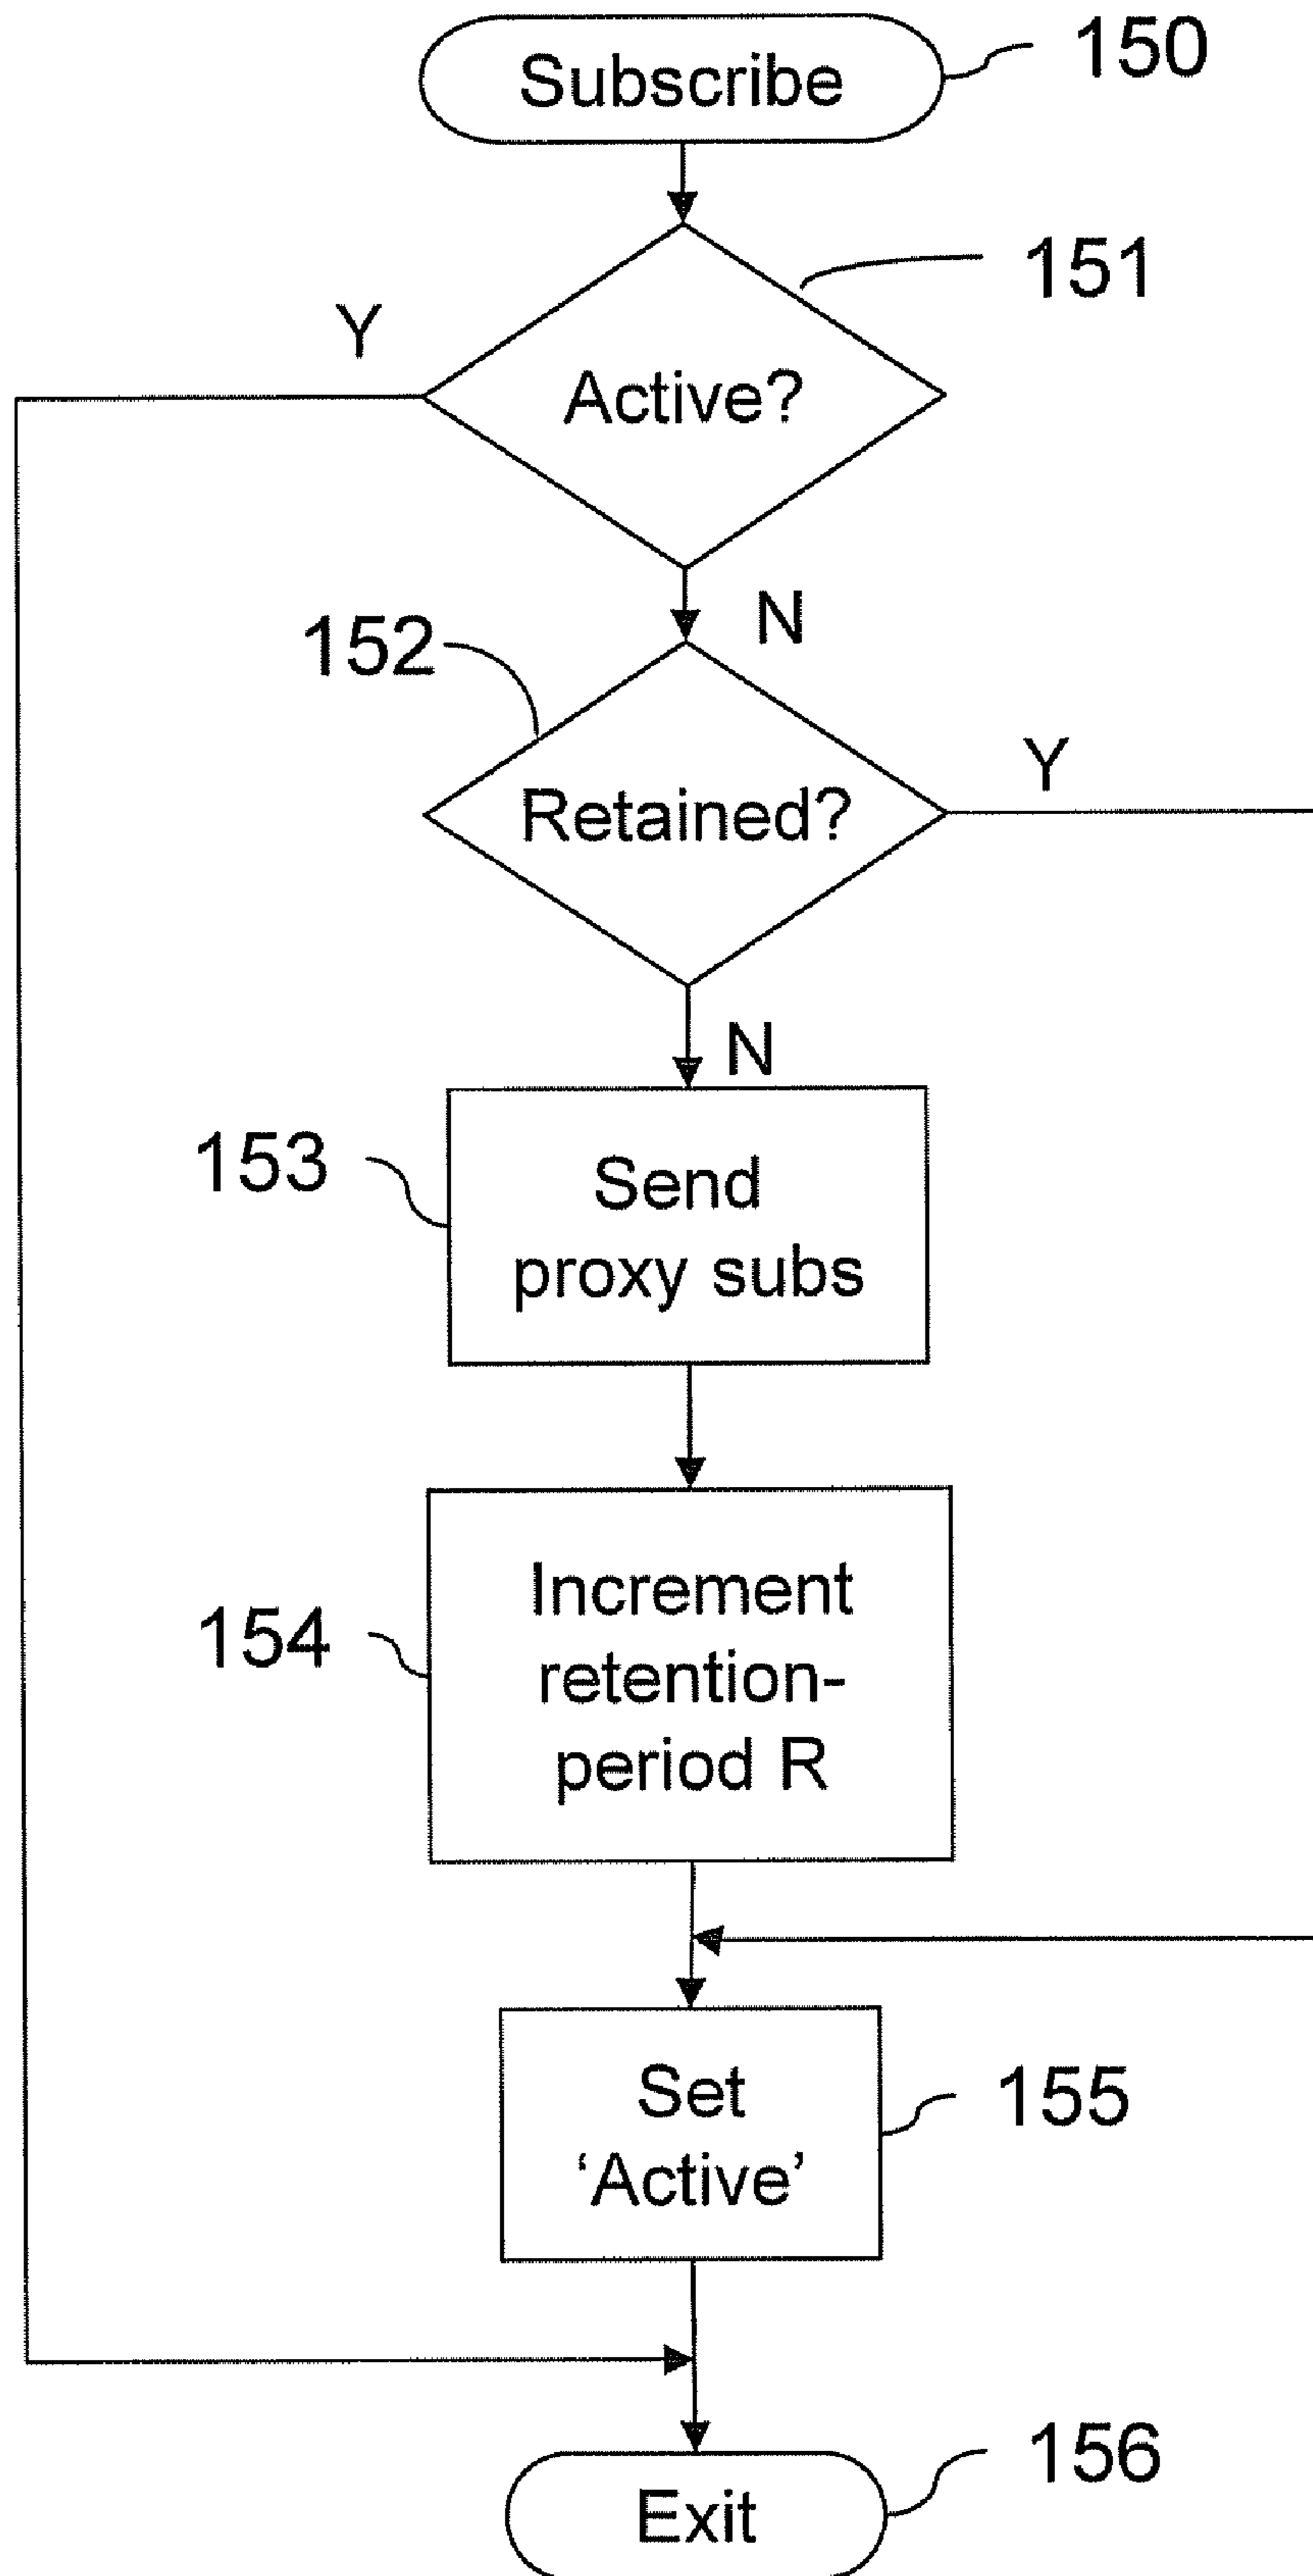 Subscribe
150
151
Y
Active?
N
152
Y
Retained?
N
153
Send
proxy subs
Increment
154
retention-
period R
Set
155
‘Active’
156
Exit